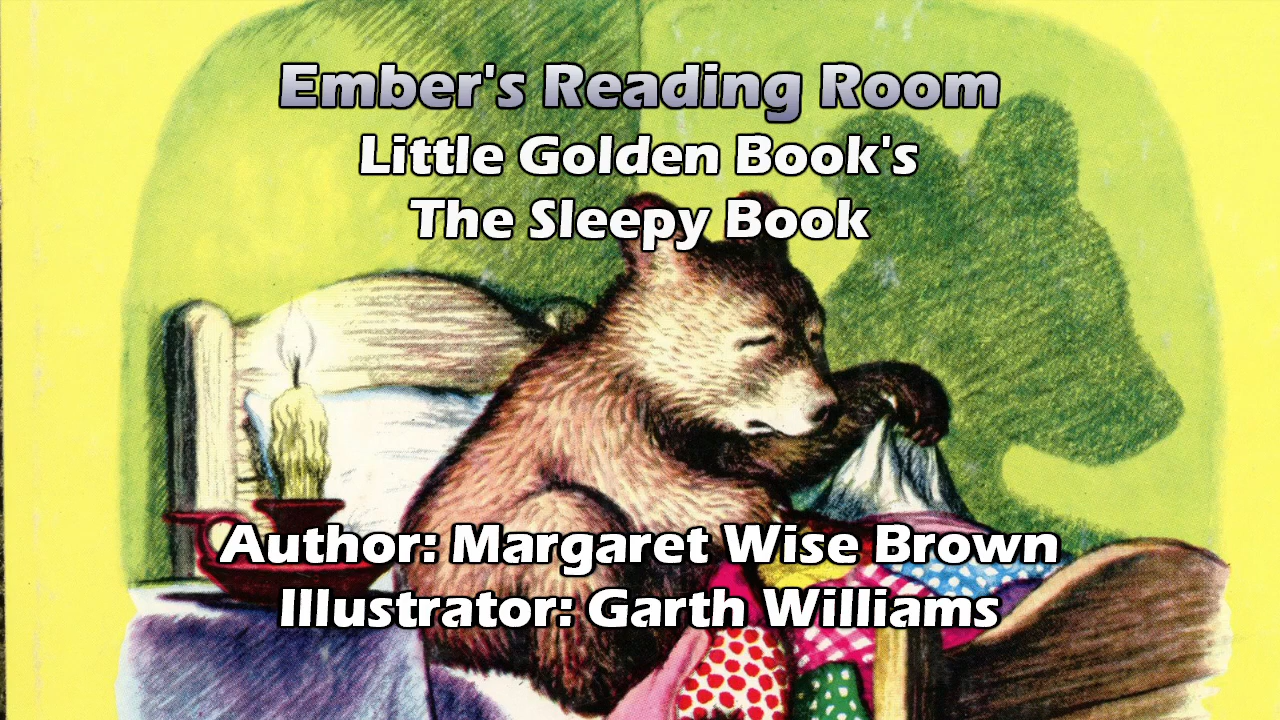 Ember's Reading Room
Little Golden Book's
The Sleepy Book
Author: Margaret Wise Brown
Illustrator: Garth Williams